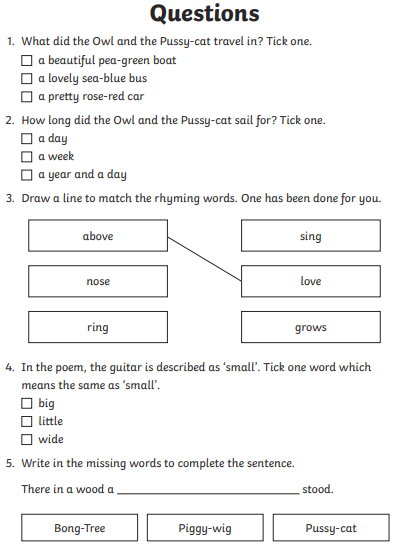 Questions
1. What did the Owl and the Pussy-cat travel in? Tick one.
a beautiful pea-green boat
a lovely sea-blue bus
a pretty rose-red car
2. How long did the Owl and the Pussy-cat sail for? Tick one.
a day
a week
a year and a day
3. Draw a line to match the rhyming words. One has been done for you.
above sing
nose love
ring grows
4. In the poem, the guitar is described as ‘small’. Tick one word which
means the same as ‘small’.
big
little
wide
5. Write in the missing words to complete the sentence.
There in a wood a ______________________________ stood.
Bong-Tree Piggy-wig Pussy-cat